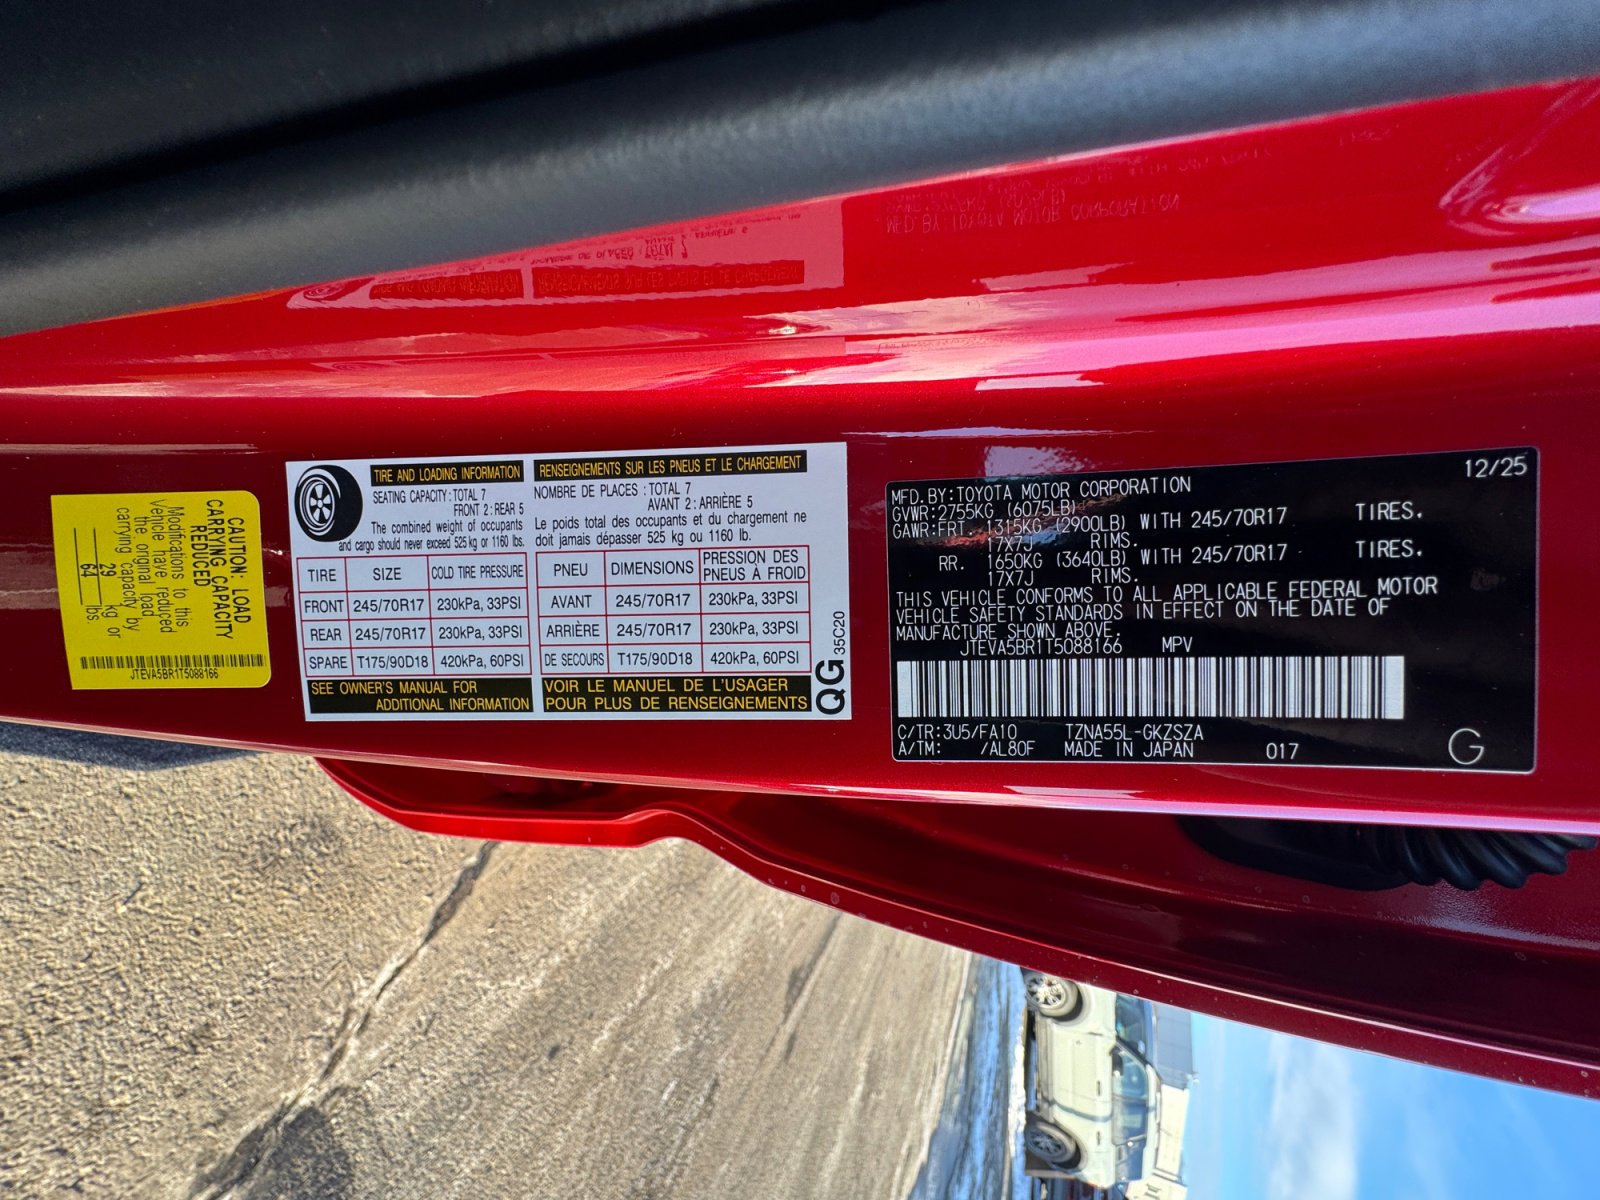 CAUTION: LOAD
CARRYING CAPACITY
REDUCED
Modifications to this
Vehicle have reduced
the original load
carrying capacity by
29 kg or
64 lbs.
JTEVA5BR1T5088166
TIRE AND LOADING INFORMATION
SEATING CAPACITY : TOTAL 7
FRONT 2 : REAR 5
The combined weight of occupants
and cargo should never exceed 525 kg or 1160 lbs.
TIRE SIZE COLD TIRE PRESSURE
FRONT 245/70R17 230kPa, 33PSI
REAR 245/70R17 230kPa, 33PSI
SPARE T175/90D18 420kPa, 60PSI
SEE OWNER'S MANUAL FOR
ADDITIONAL INFORMATION
RENSEIGNEMENTS SUR LES PNEUS ET LE CHARGEMENT
NOMBRE DE PLACES : TOTAL 7
AVANT 2 : ARRIÈRE 5
Le poids total des occupants et du chargement ne
doit jamais dépasser 525 kg ou 1160 lb.
PNEU DIMENSIONS PRESSION DES
PNEUS À FROID
AVANT 245/70R17 230kPa, 33PSI
ARRIÈRE 245/70R17 230kPa, 33PSI
DE SECOURS T175/90D18 420kPa, 60PSI
VOIR LE MANUEL DE L'USAGER
POUR PLUS DE RENSEIGNEMENTS
QG 35C20
12/25
MFD. BY: TOYOTA MOTOR CORPORATION
GVWR: 2755KG (6075LB)
GAWR: FRT. 1315KG (2900LB) WITH 245/70R17 TIRES.
17X7J RIMS.
RR. 1650KG (3640LB) WITH 245/70R17 TIRES.
17X7J RIMS.
THIS VEHICLE CONFORMS TO ALL APPLICABLE FEDERAL MOTOR
VEHICLE SAFETY STANDARDS IN EFFECT ON THE DATE OF
MANUFACTURE SHOWN ABOVE.
JTEVA5BR1T5088166 MPV
C/TR: 3U5/FA10 TZNA55L-GKZSZA
A/TM: /AL80F MADE IN JAPAN 017
G